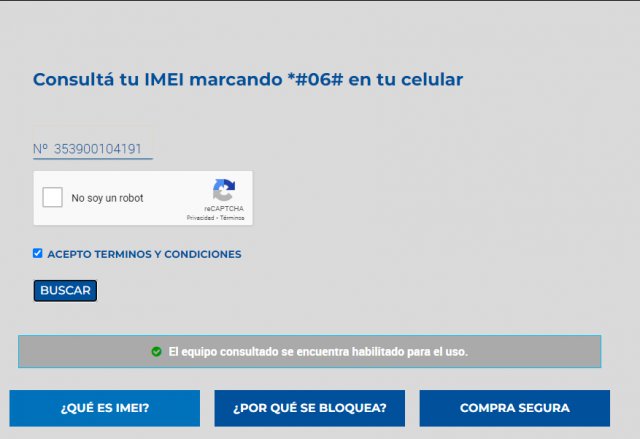 Consultá tu IMEI marcando *#06# en tu celular
Nº 353900104191
No soy un robot
reCAPTCHA
Privacidad - Términos
ACEPTO TERMINOS Y CONDICIONES
BUSCAR
El equipo consultado se encuentra habilitado para el uso.
¿QUÉ ES IMEI?
¿POR QUÉ SE BLOQUEA?
COMPRA SEGURA